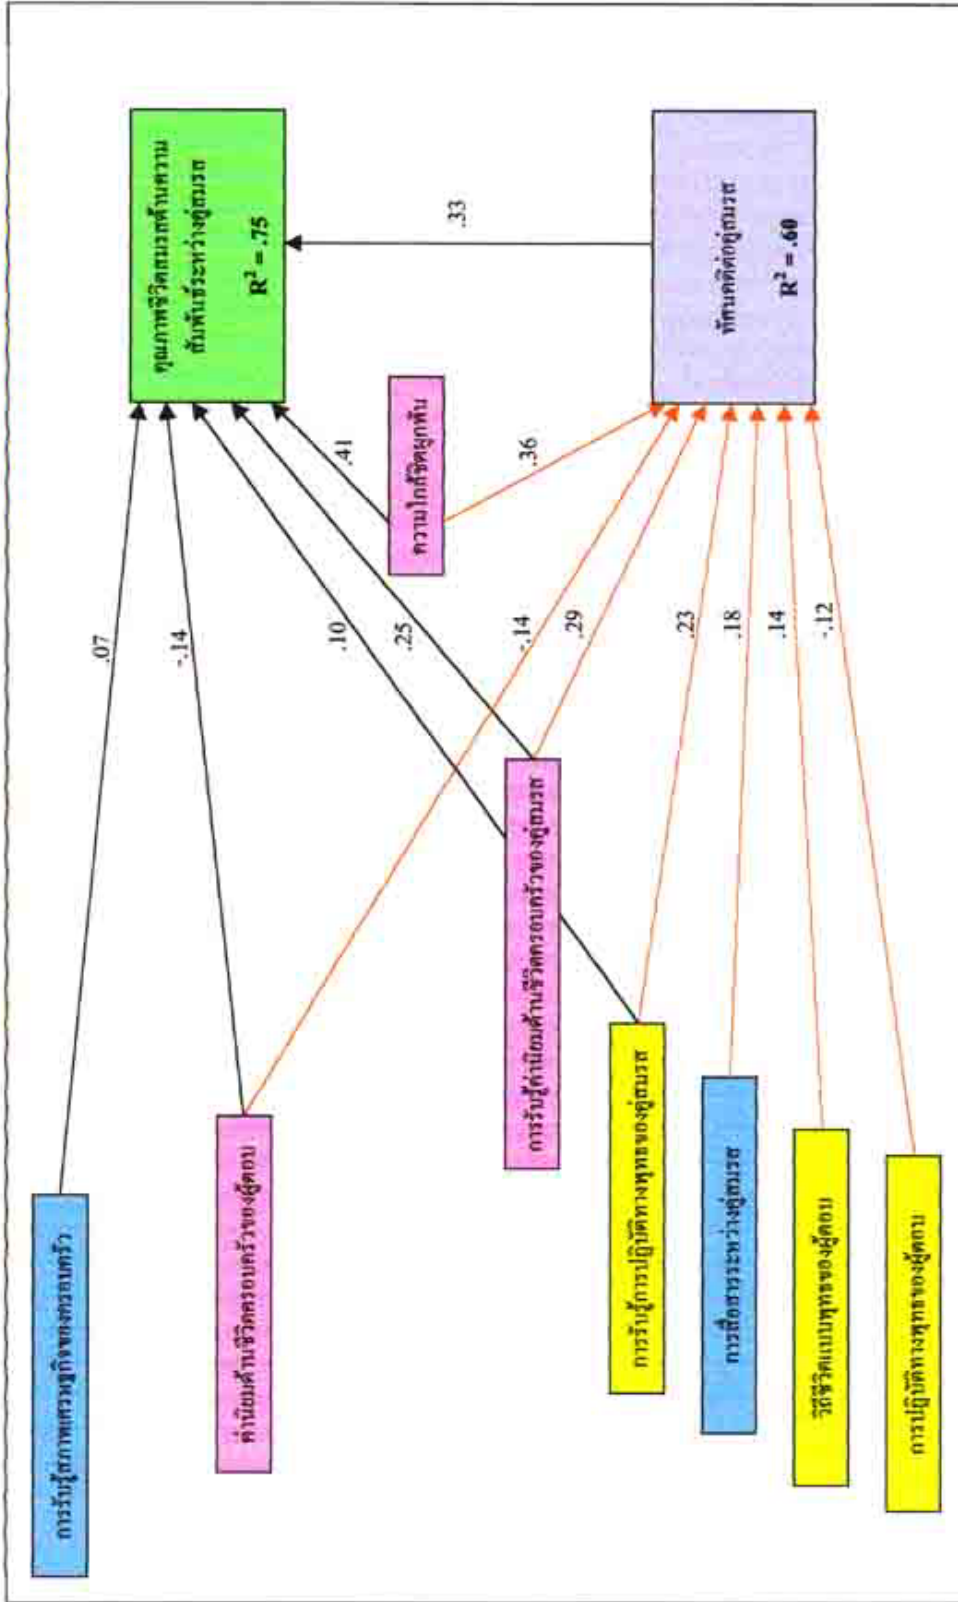 การรับรู้สภาพเศรษฐกิจของครอบครัว
.07
คุณภาพชีวิตสมรสด้านความ
สัมพันธ์ระหว่างคู่สมรส
R² = .75
ค่านิยมด้านชีวิตครอบครัวของผู้ตอบ
-.14
.10
.25
.41
ความใกล้ชิดผูกพัน
.33
.36
การรับรู้ค่านิยมด้านชีวิตครอบครัวของคู่สมรส
-.14
.29
การรับรู้การปฏิบัติทางพุทธของคู่สมรส
.23
ทัศนคติต่อคู่สมรส
R² = .60
การสื่อสารระหว่างคู่สมรส
.18
วิถีชีวิตแบบพุทธของผู้ตอบ
.14
การปฏิบัติทางพุทธของผู้ตอบ
-.12